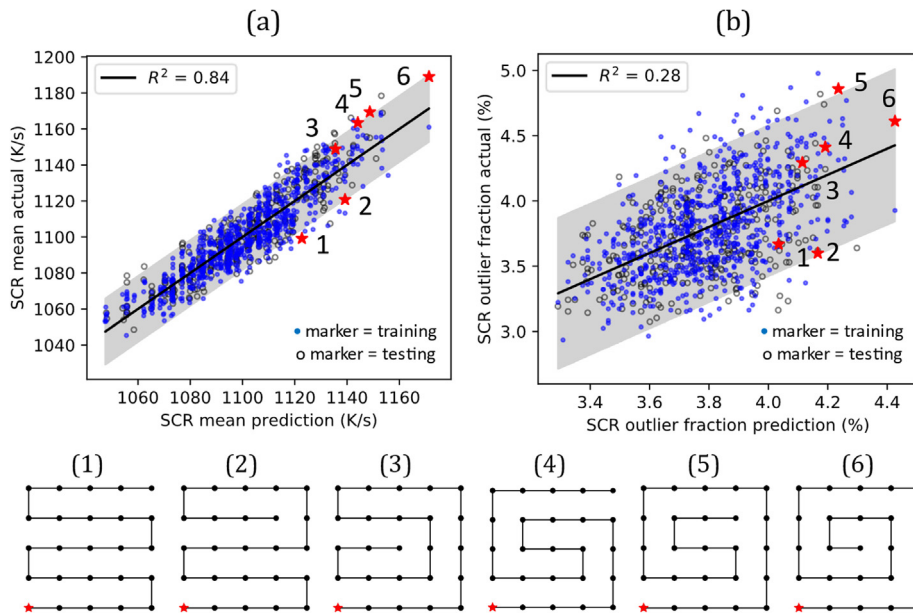 (a)
(b)
SCR mean actual (K/s)
1200
1180
1160
1140
1120
1100
1080
1060
1040
R² = 0.84
1
2
3
4
5
6
● marker = training
○ marker = testing
1060 1080 1100 1120 1140 1160
SCR mean prediction (K/s)
SCR outlier fraction actual (%)
5.0
4.5
4.0
3.5
3.0
R² = 0.28
5
6
4
3
1
2
● marker = training
○ marker = testing
3.4 3.6 3.8 4.0 4.2 4.4
SCR outlier fraction prediction (%)
(1) (2) (3) (4) (5) (6)